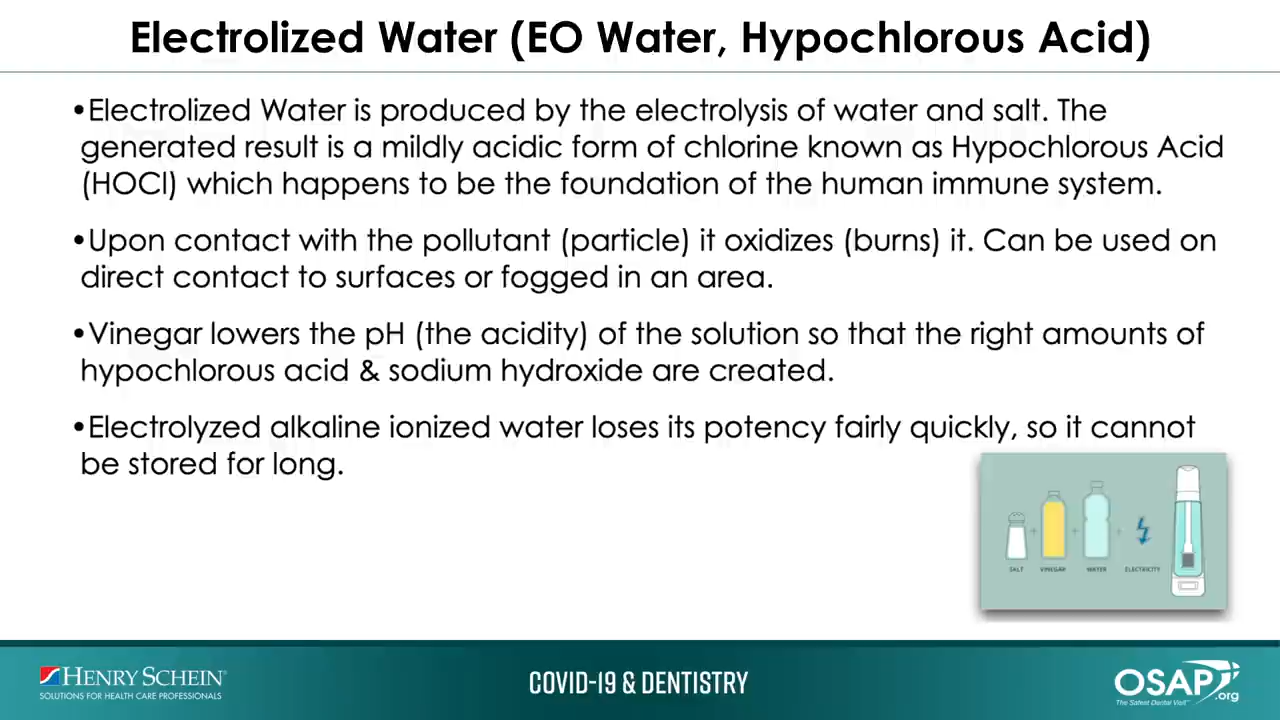 Electrolized Water (EO Water, Hypochlorous Acid)
•Electrolized Water is produced by the electrolysis of water and salt. The
generated result is a mildly acidic form of chlorine known as Hypochlorous Acid
(HOCl) which happens to be the foundation of the human immune system.
•Upon contact with the pollutant (particle) it oxidizes (burns) it. Can be used on
direct contact to surfaces or fogged in an area.
•Vinegar lowers the pH (the acidity) of the solution so that the right amounts of
hypochlorous acid & sodium hydroxide are created.
•Electrolyzed alkaline ionized water loses its potency fairly quickly, so it cannot
be stored for long.
SALT + VINEGAR + WATER + ELECTRICITY
HENRY SCHEIN®
SOLUTIONS FOR HEALTH CARE PROFESSIONALS
COVID-19 & DENTISTRY
OSAP.org
The Safest Dental Visit™